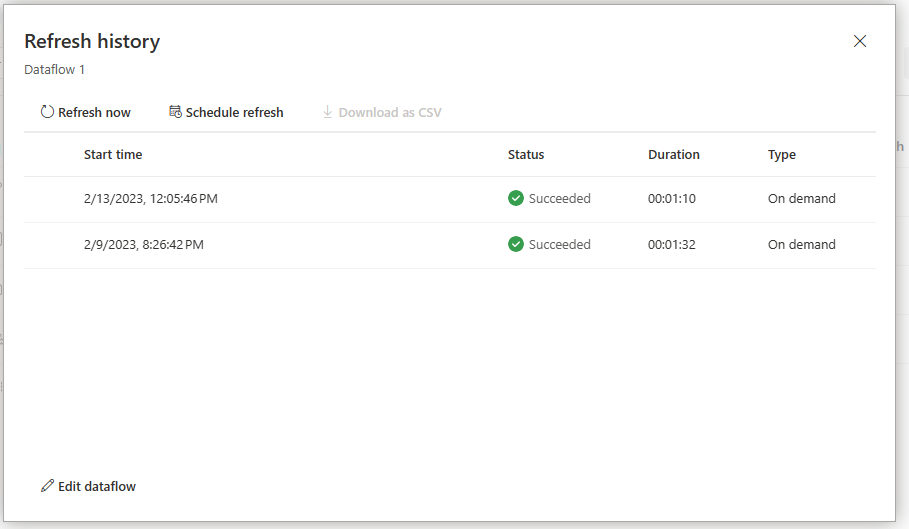 Refresh history
Dataflow 1
Refresh now Schedule refresh Download as CSV
Start time Status Duration Type
2/13/2023, 12:05:46 PM Succeeded 00:01:10 On demand
2/9/2023, 8:26:42 PM Succeeded 00:01:32 On demand
Edit dataflow